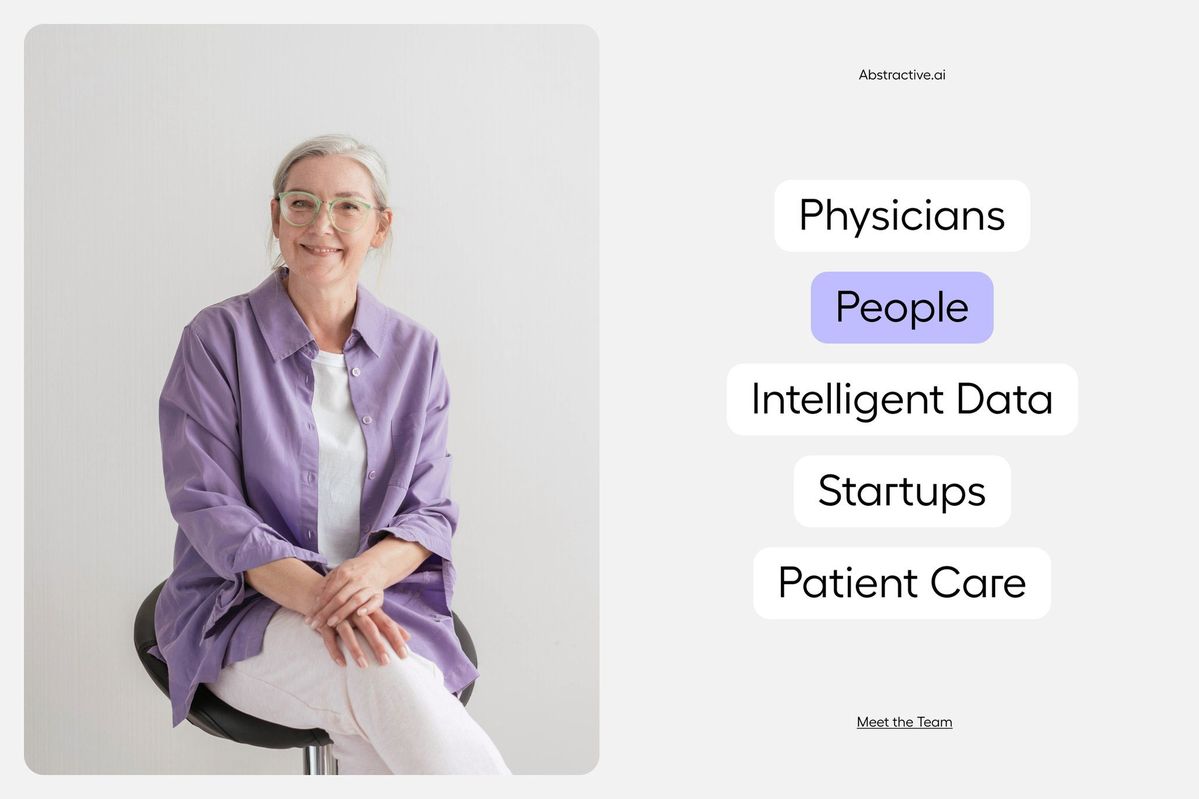 Abstractive.ai
Physicians
People
Intelligent Data
Startups
Patient Care
Meet the Team